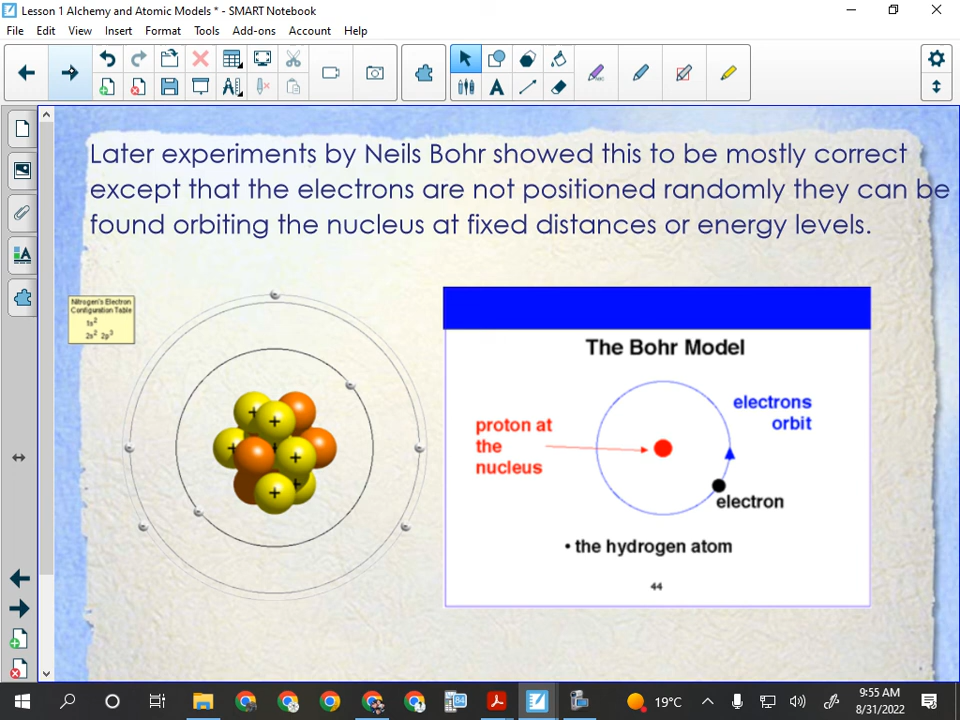 Lesson 1 Alchemy and Atomic Models * - SMART Notebook
File Edit View Insert Format Tools Add-ons Account Help
Later experiments by Neils Bohr showed this to be mostly correct
except that the electrons are not positioned randomly they can be
found orbiting the nucleus at fixed distances or energy levels.
Nitrogen's Electron
Configuration Table
1s²
2s² 2p³
+
+
+
+
+
+
The Bohr Model
electrons
orbit
proton at
the
nucleus
electron
• the hydrogen atom
44
19°C
9:55 AM
8/31/2022